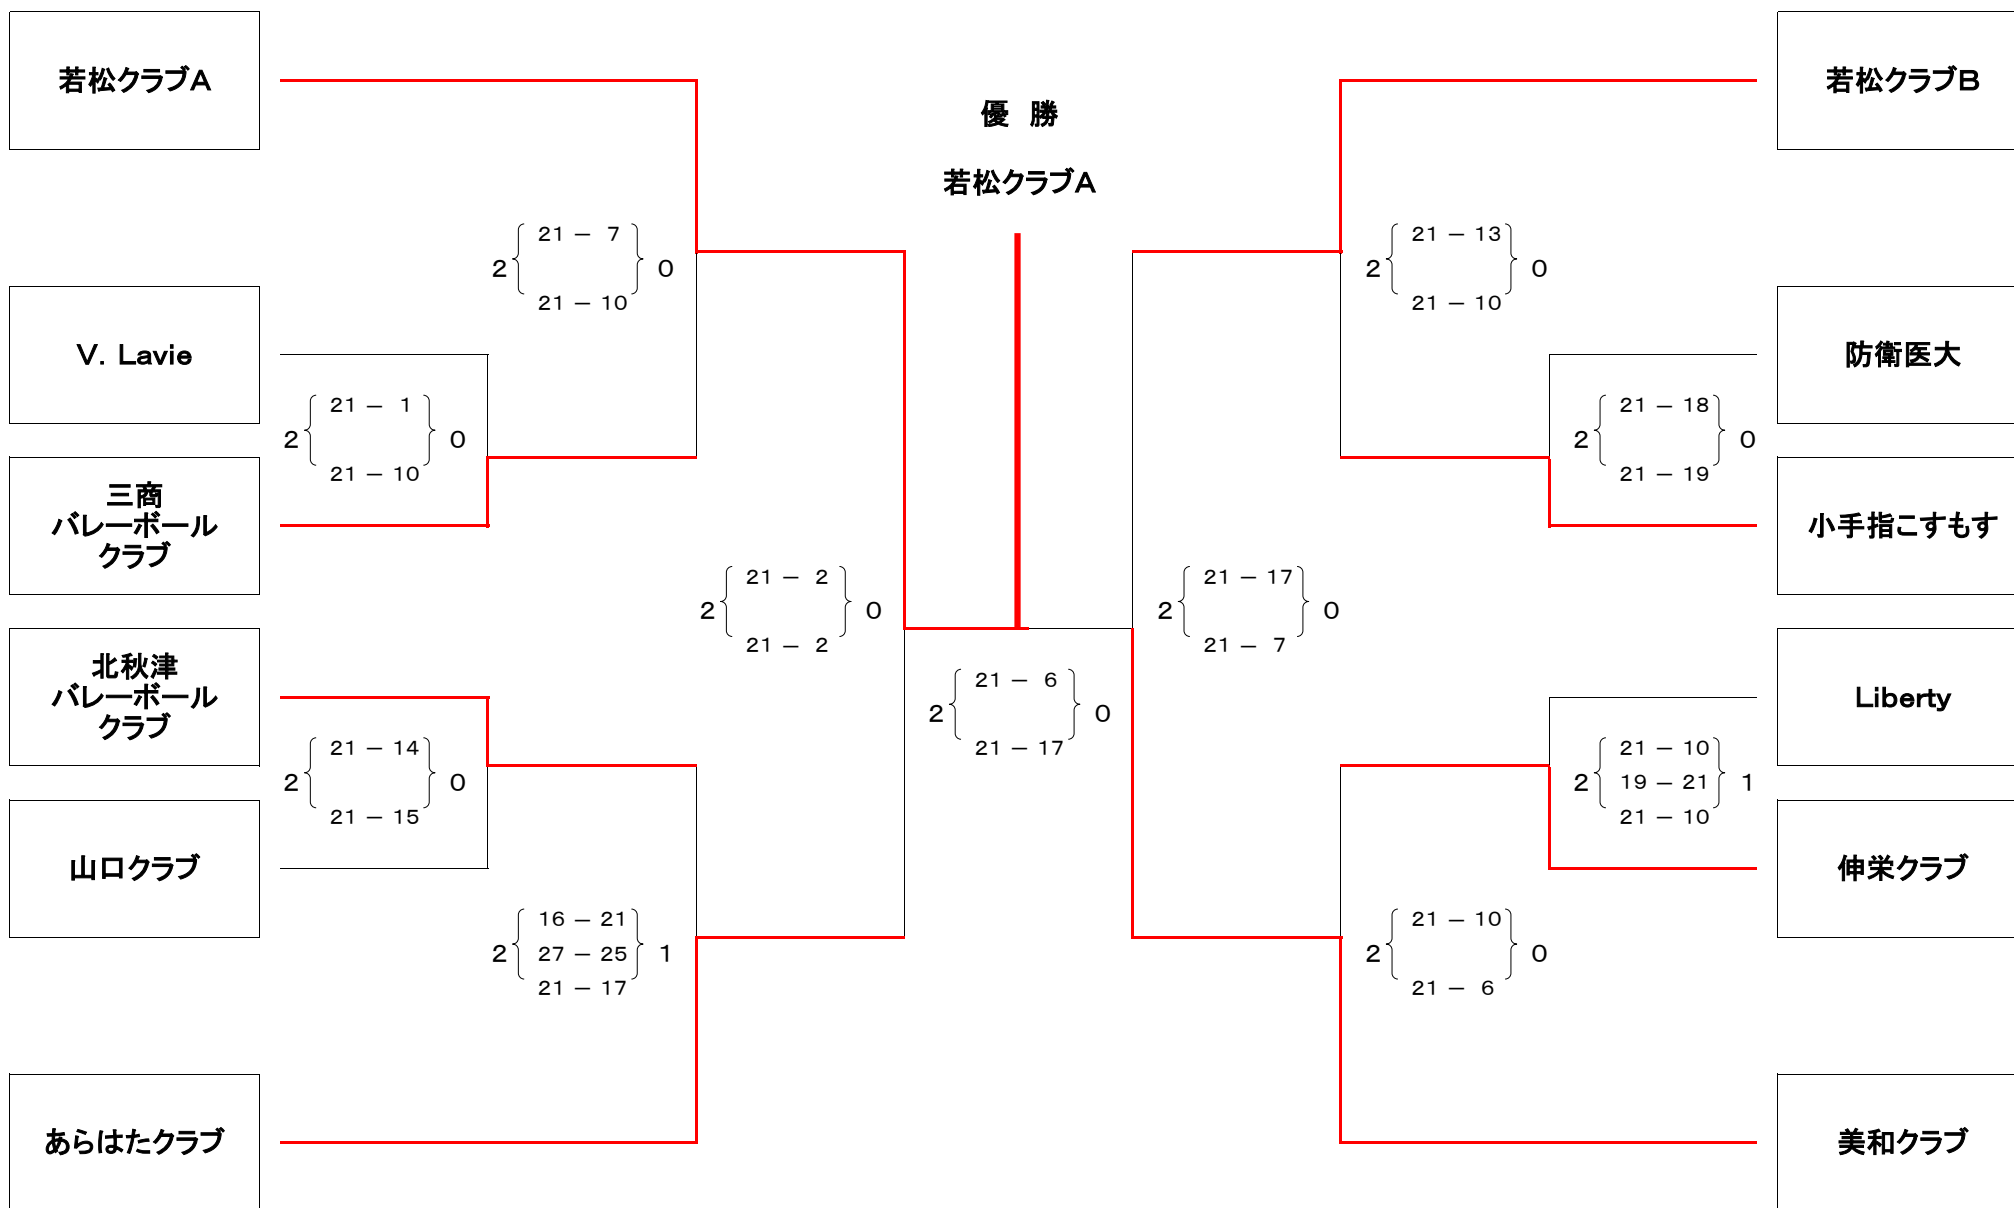 若松クラブA
若松クラブB
優 勝
若松クラブA
2 21 － 7 0
21 － 10
2 21 － 13 0
21 － 10
V. Lavie
防衛医大
2 21 － 1 0
21 － 10
2 21 － 18 0
21 － 19
三商
バレーボール
クラブ
小手指こすもす
2 21 － 2 0
21 － 2
2 21 － 17 0
21 － 7
北秋津
バレーボール
クラブ
Liberty
2 21 － 6 0
21 － 17
2 21 － 14 0
21 － 15
2 21 － 10 1
19 － 21
21 － 10
山口クラブ
伸栄クラブ
2 16 － 21 1
27 － 25
21 － 17
2 21 － 10 0
21 － 6
あらはたクラブ
美和クラブ